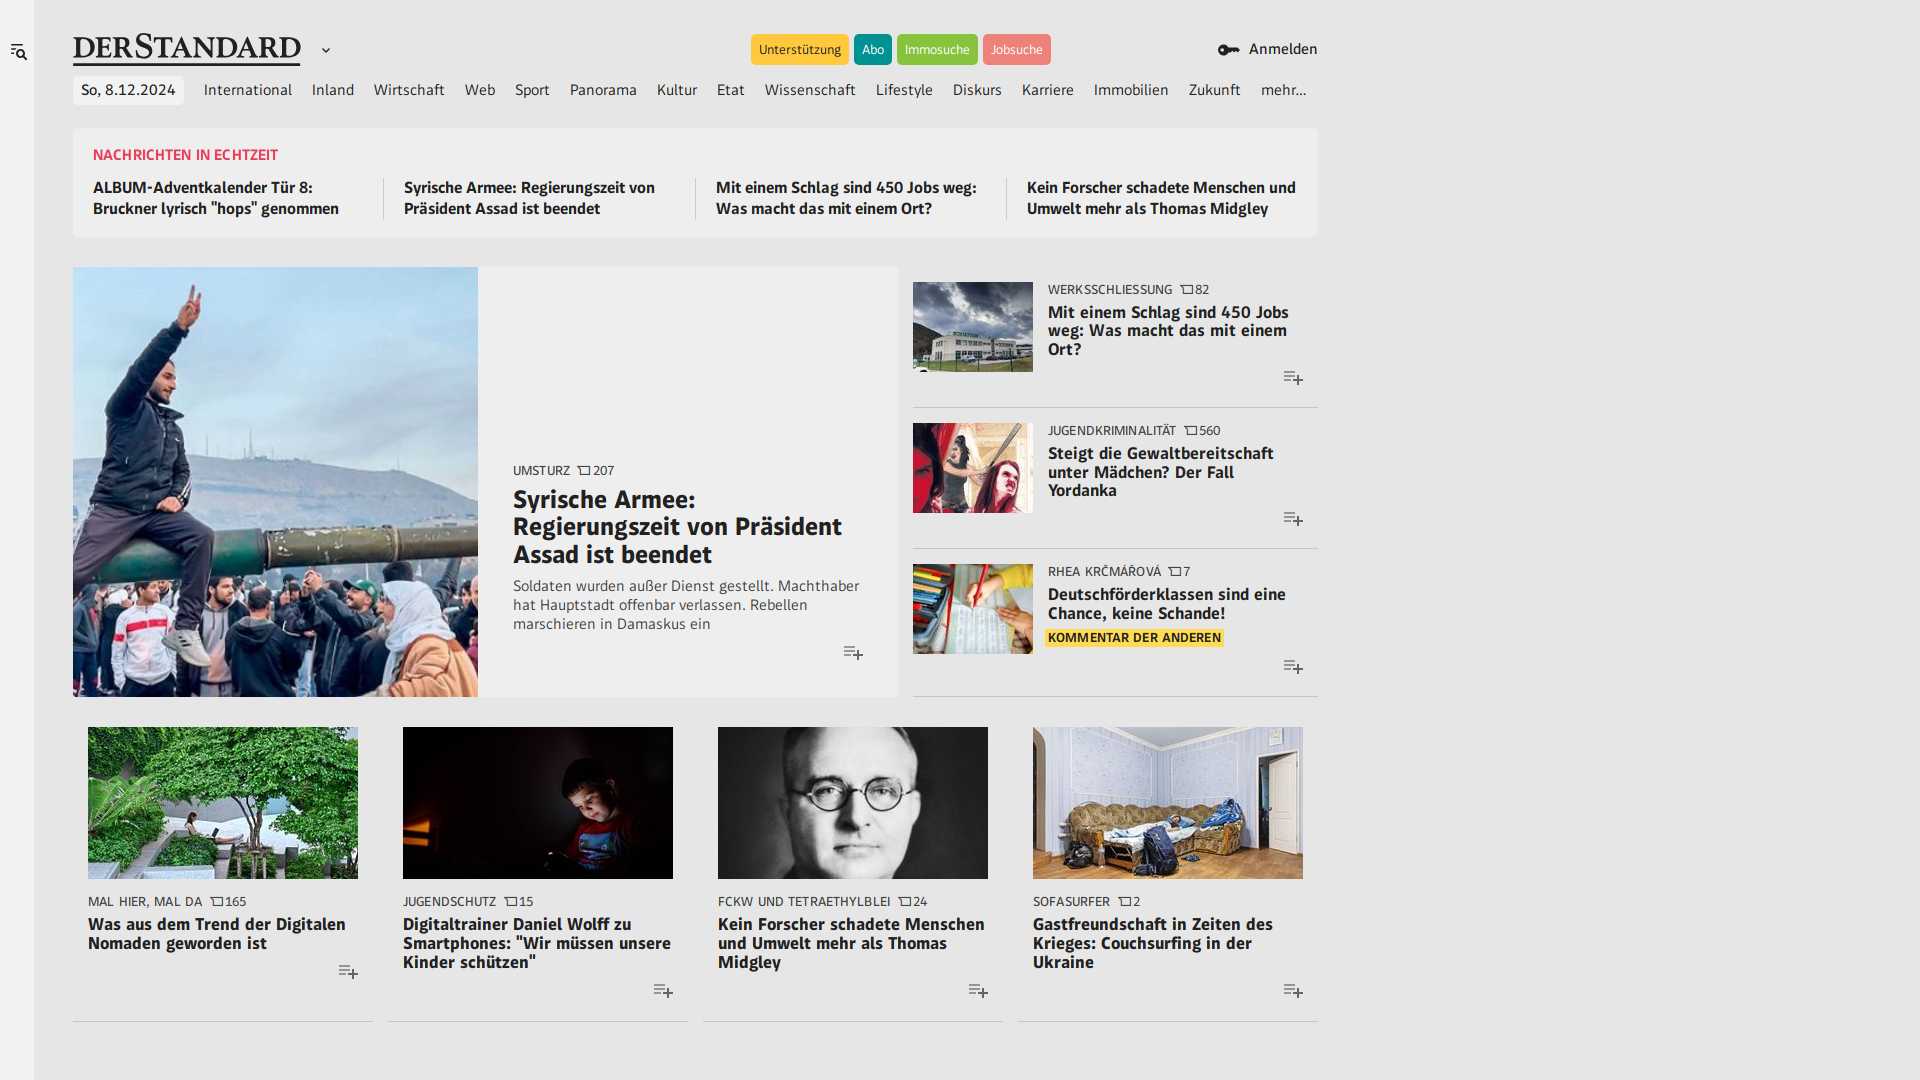 DERSTANDARD
Unterstützung
Abo
Immosuche
Jobsuche
Anmelden
So, 8.12.2024
International
Inland
Wirtschaft
Web
Sport
Panorama
Kultur
Etat
Wissenschaft
Lifestyle
Diskurs
Karriere
Immobilien
Zukunft
mehr...
NACHRICHTEN IN ECHTZEIT
ALBUM-Adventkalender Tür 8:
Bruckner lyrisch "hops" genommen
Syrische Armee: Regierungszeit von
Präsident Assad ist beendet
Mit einem Schlag sind 450 Jobs weg:
Was macht das mit einem Ort?
Kein Forscher schadete Menschen und
Umwelt mehr als Thomas Midgley
UMSTURZ 207
Syrische Armee:
Regierungszeit von Präsident
Assad ist beendet
Soldaten wurden außer Dienst gestellt. Machthaber
hat Hauptstadt offenbar verlassen. Rebellen
marschieren in Damaskus ein
WERKSSCHLIESSUNG 82
Mit einem Schlag sind 450 Jobs
weg: Was macht das mit einem
Ort?
JUGENDKRIMINALITÄT 560
Steigt die Gewaltbereitschaft
unter Mädchen? Der Fall
Yordanka
RHEA KRČMÁŘOVÁ 7
Deutschförderklassen sind eine
Chance, keine Schande!
KOMMENTAR DER ANDEREN
MAL HIER, MAL DA 165
Was aus dem Trend der Digitalen
Nomaden geworden ist
JUGENDSCHUTZ 15
Digitaltrainer Daniel Wolff zu
Smartphones: "Wir müssen unsere
Kinder schützen"
FCKW UND TETRAETHYLBLEI 24
Kein Forscher schadete Menschen
und Umwelt mehr als Thomas
Midgley
SOFASURFER 2
Gastfreundschaft in Zeiten des
Krieges: Couchsurfing in der
Ukraine